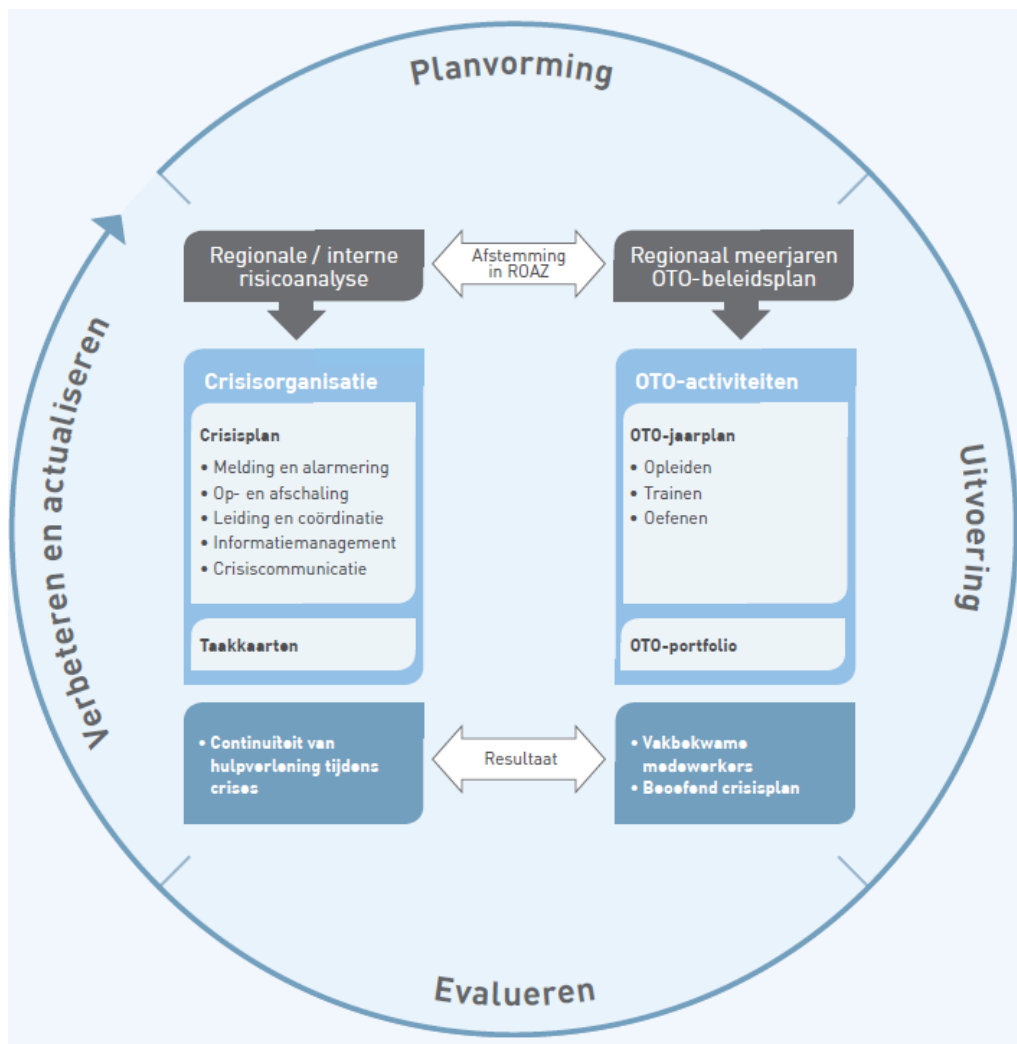 Planvorming
Regionale / interne
risicoanalyse
Afstemming
in ROAZ
Regionaal meerjaren
OTO-beleidsplan
Crisisorganisatie
Crisisplan
• Melding en alarmering
• Op- en afschaling
• Leiding en coördinatie
• Informatiemanagement
• Crisiscommunicatie
Taakkaarten
OTO-activiteiten
OTO-jaarplan
• Opleiden
• Trainen
• Oefenen
OTO-portfolio
• Continuïteit van
hulpverlening tijdens
crises
Resultaat
• Vakbekwame
medewerkers
• Beoefend crisisplan
Uitvoering
Evalueren
Verbeteren en actualiseren